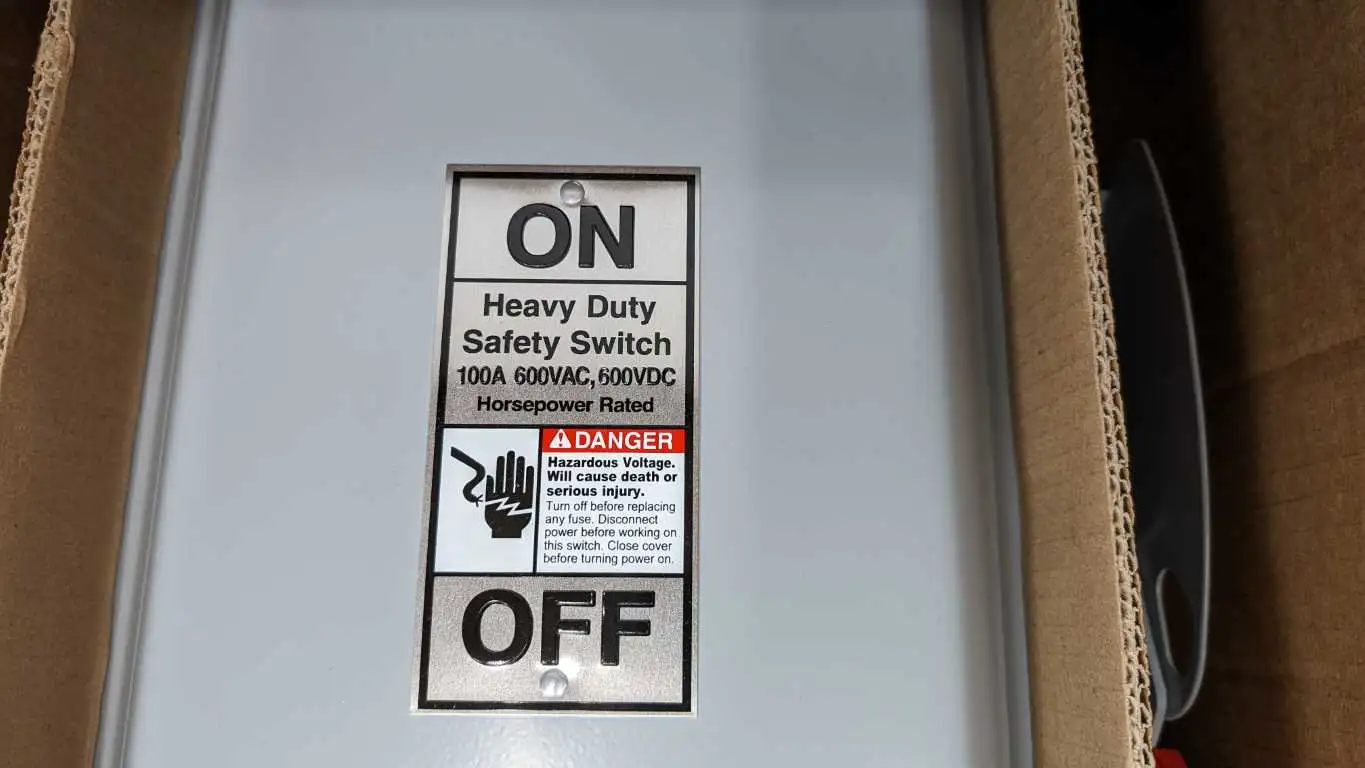 ON
Heavy Duty
Safety Switch
100A 600VAC, 600VDC
Horsepower Rated
DANGER
Hazardous Voltage.
Will cause death or
serious injury.
Turn off before replacing
any fuse. Disconnect
power before working on
this switch. Close cover
before turning power on.
OFF